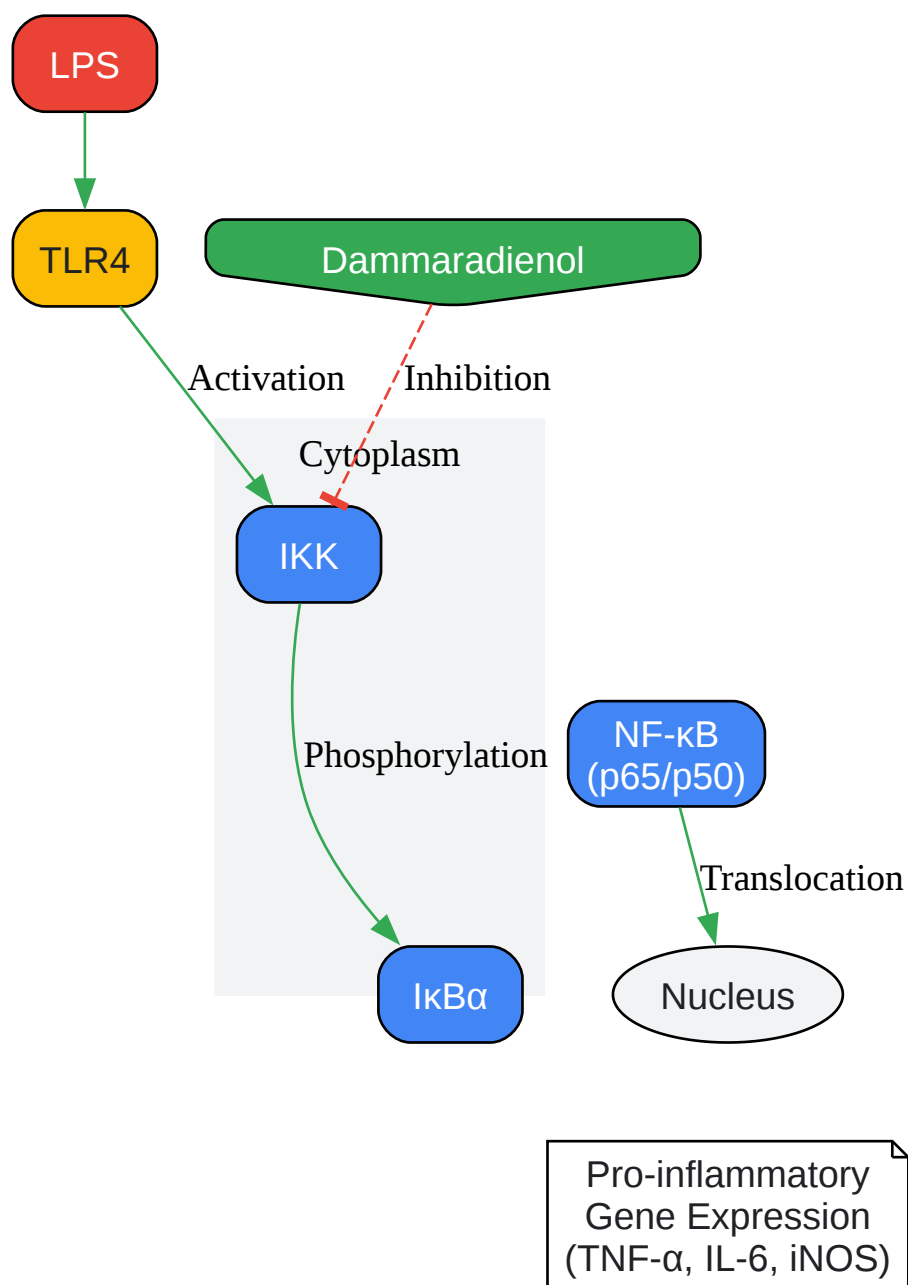 LPS
TLR4
Dammaradienol
Activation
Inhibition
Cytoplasm
IKK
Phosphorylation
NF-κB
(p65/p50)
Translocation
IκBα
Nucleus
Pro-inflammatory
Gene Expression
(TNF-α, IL-6, iNOS)